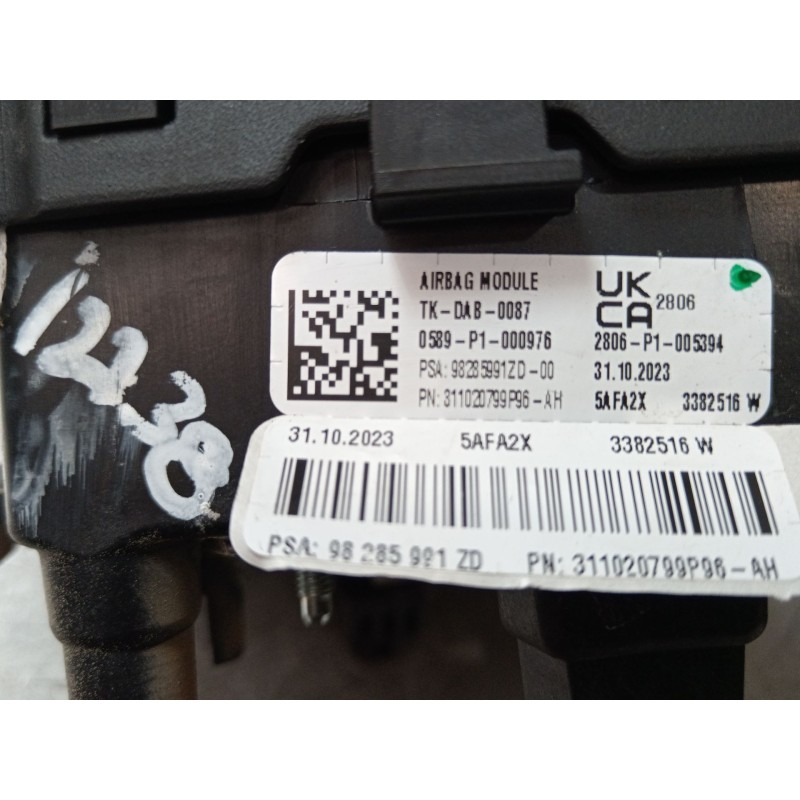 AIRBAG MODULE
TK-DAB-0087
0589-P1-000976
PSA: 98285991ZD-00
PN: 311020799P96-AH
UK
CA 2806
2806-P1-005394
31.10.2023
5AFA2X 3382516 W
31.10.2023 5AFA2X 3382516 W
PSA: 98 285 991 ZD PN: 311020799P96-AH